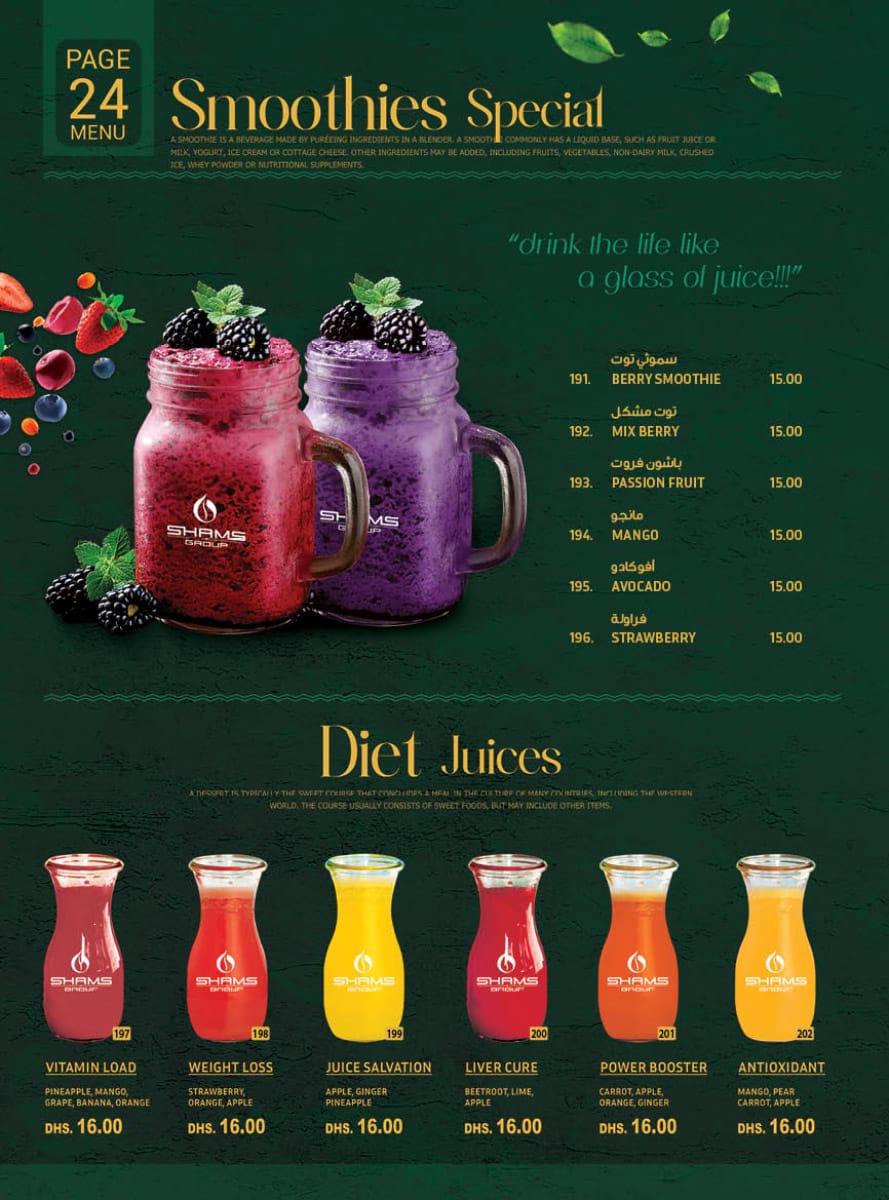 PAGE
24
MENU
Smoothies Special
A SMOOTHIE IS A BEVERAGE MADE BY PUREEING INGREDIENTS IN A BLENDER. A SMOOTHIE COMMONLY HAS A LIQUID BASE, SUCH AS FRUIT JUICE OR
MILK, YOGURT, ICE CREAM OR COTTAGE CHEESE. OTHER INGREDIENTS MAY BE ADDED, INCLUDING FRUITS, VEGETABLES, NON-DAIRY MILK, CRUSHED
ICE, WHEY POWDER OR NUTRITIONAL SUPPLEMENTS.
“drink the life like
a glass of juice!!!”
سموثي توت
191. BERRY SMOOTHIE 15.00
توت مشكل
192. MIX BERRY 15.00
باشون فروت
193. PASSION FRUIT 15.00
مانجو
194. MANGO 15.00
أفوكادو
195. AVOCADO 15.00
فراولة
196. STRAWBERRY 15.00
SHAMS
GROUP
SHAMS
GROUP
Diet Juices
A DESSERT IS TYPICALLY THE SWEET COURSE THAT CONCLUDES A MEAL IN THE CULTURE OF MANY COUNTRIES, INCLUDING THE WESTERN
WORLD. THE COURSE USUALLY CONSISTS OF SWEET FOODS, BUT MAY INCLUDE OTHER ITEMS.
SHAMS
GROUP
197
VITAMIN LOAD
PINEAPPLE, MANGO,
GRAPE, BANANA, ORANGE
DHS. 16.00
SHAMS
GROUP
198
WEIGHT LOSS
STRAWBERRY,
ORANGE, APPLE
DHS. 16.00
SHAMS
GROUP
199
JUICE SALVATION
APPLE, GINGER
PINEAPPLE
DHS. 16.00
SHAMS
GROUP
200
LIVER CURE
BEETROOT, LIME,
APPLE
DHS. 16.00
SHAMS
GROUP
201
POWER BOOSTER
CARROT, APPLE,
ORANGE, GINGER
DHS. 16.00
SHAMS
GROUP
202
ANTIOXIDANT
MANGO, PEAR
CARROT, APPLE
DHS. 16.00